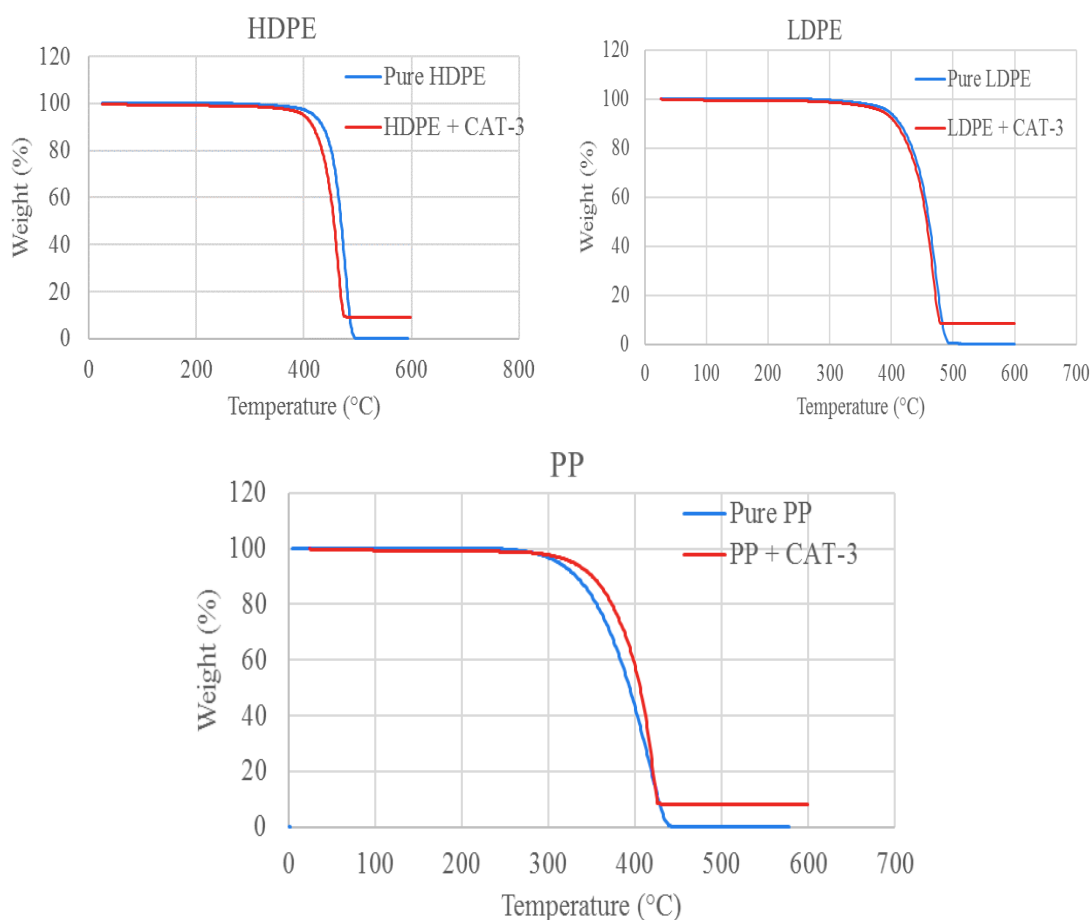 HDPE
120
100
80
60
40
20
0
Pure HDPE
HDPE + CAT-3
Weight (%)
0 200 400 600 800
Temperature (°C)
LDPE
120
100
80
60
40
20
0
Pure LDPE
LDPE + CAT-3
Weight (%)
0 100 200 300 400 500 600 700
Temperature (°C)
PP
120
100
80
60
40
20
0
Pure PP
PP + CAT-3
Weight (%)
0 100 200 300 400 500 600 700
Temperature (°C)